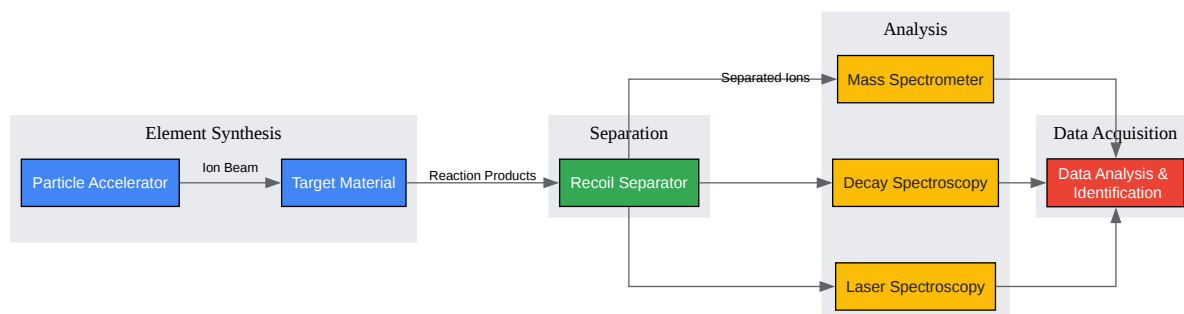 Analysis
Separated Ions
Mass Spectrometer
Element Synthesis
Separation
Data Acquisition
Particle Accelerator
Ion Beam
Target Material
Reaction Products
Recoil Separator
Decay Spectroscopy
Data Analysis &
Identification
Laser Spectroscopy